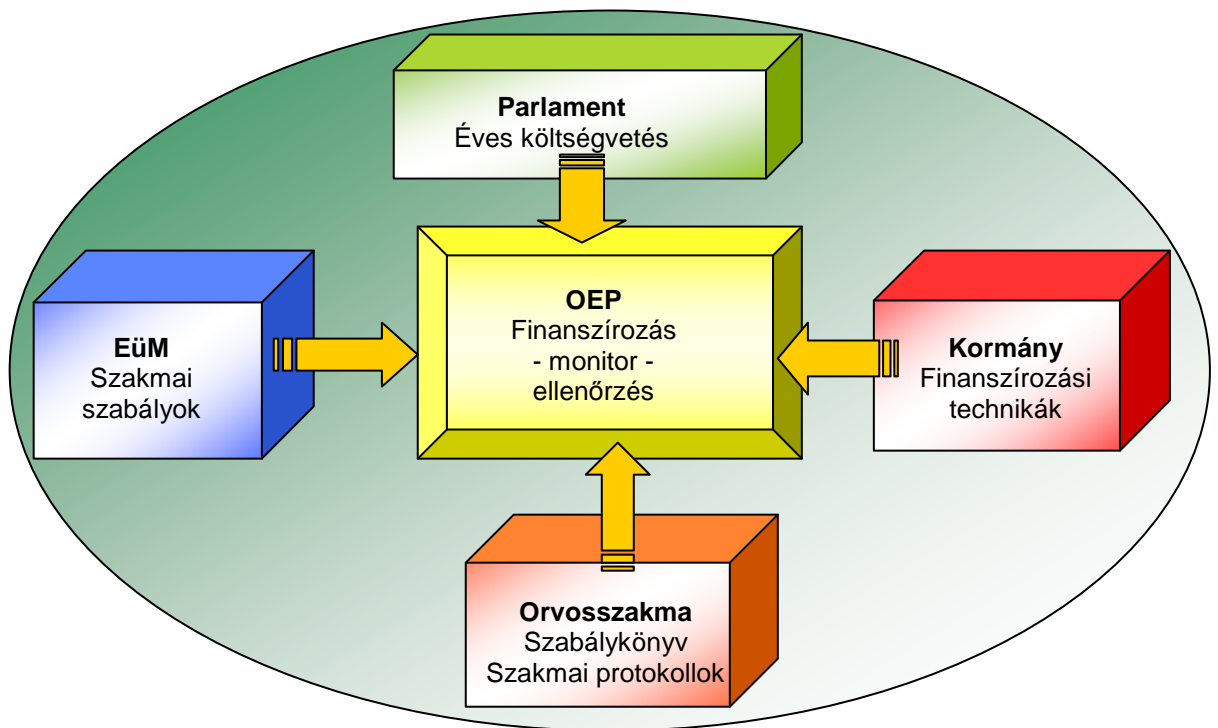 Parlament
Éves költségvetés
EüM
Szakmai
szabályok
OEP
Finanszírozás
- monitor -
ellenőrzés
Kormány
Finanszírozási
technikák
Orvosszakma
Szabálykönyv
Szakmai protokollok